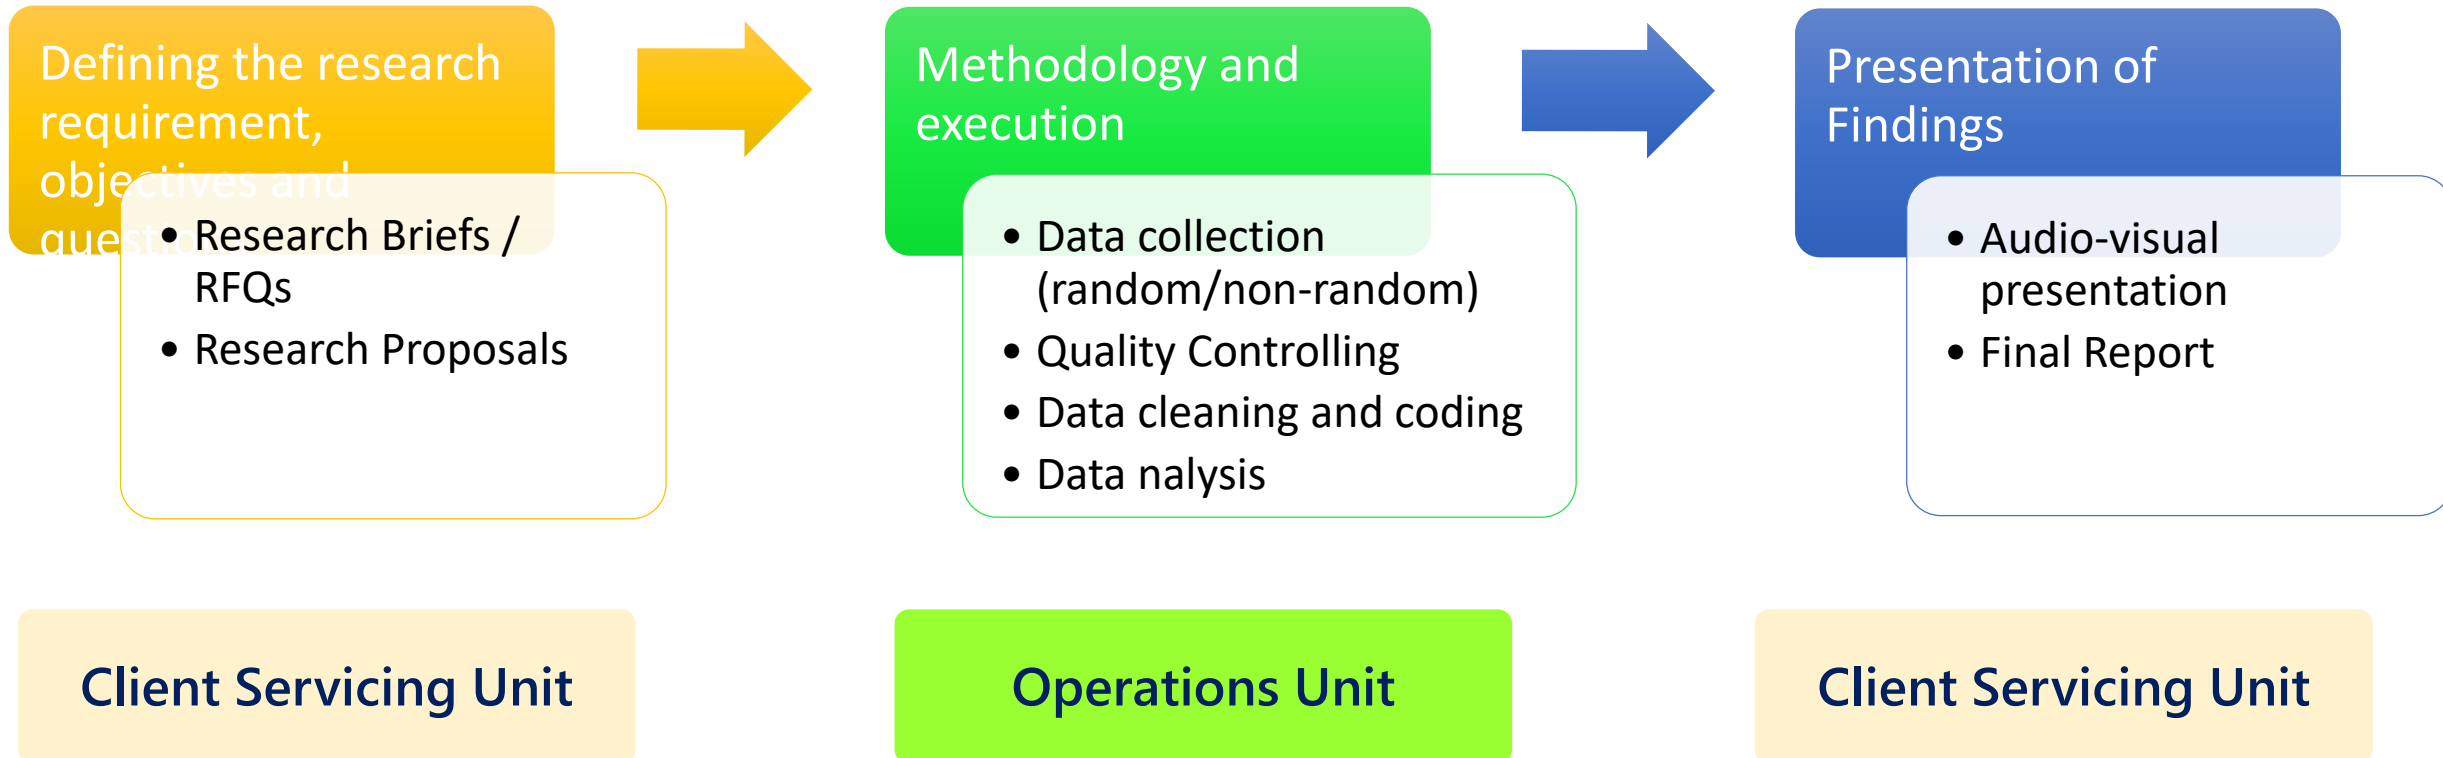 Defining the research
requirement,
objectives and
• Research Briefs /
RFQs
• Research Proposals
Methodology and
execution
• Data collection
(random/non-random)
• Quality Controlling
• Data cleaning and coding
• Data nalysis
Presentation of
Findings
• Audio-visual
presentation
• Final Report
Client Servicing Unit
Operations Unit
Client Servicing Unit